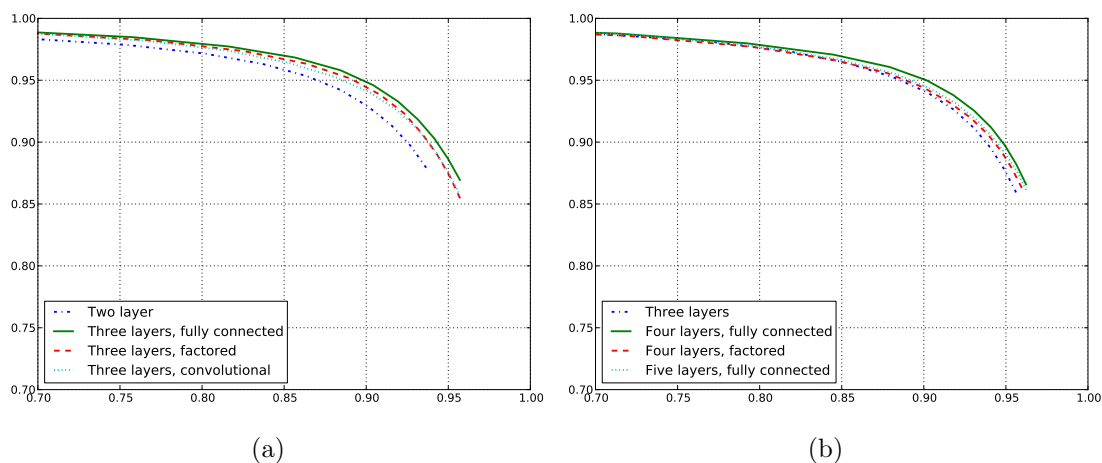 1.00
0.95
0.90
0.85
0.80
0.75
0.70
Two layer
Three layers, fully connected
Three layers, factored
Three layers, convolutional
0.70 0.75 0.80 0.85 0.90 0.95 1.00
(a)
1.00
0.95
0.90
0.85
0.80
0.75
0.70
Three layers
Four layers, fully connected
Four layers, factored
Five layers, fully connected
0.70 0.75 0.80 0.85 0.90 0.95 1.00
(b)